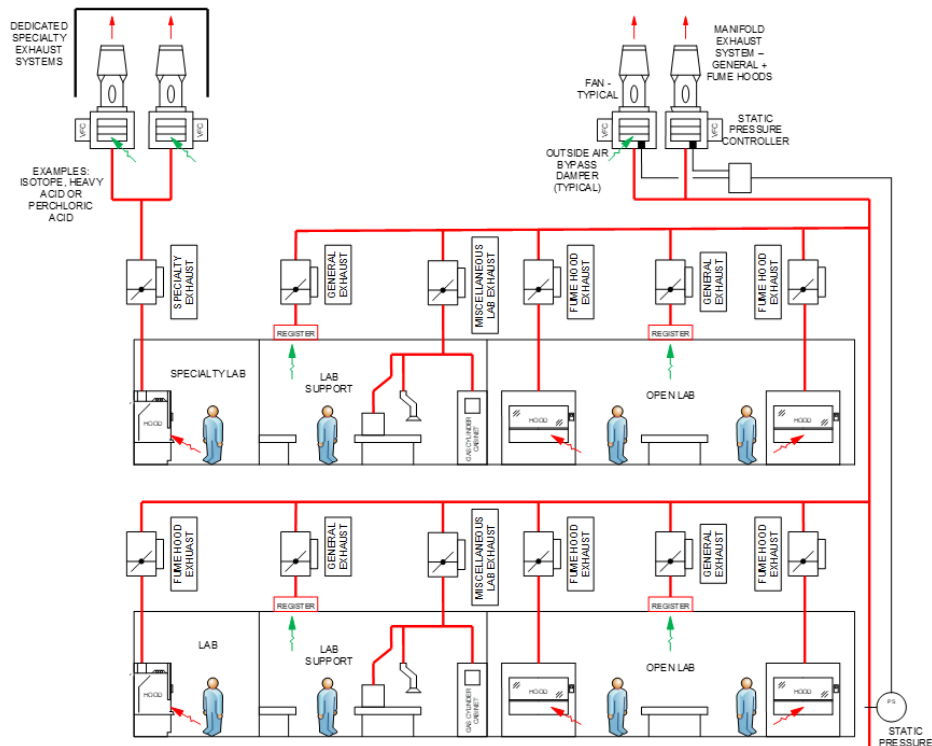 DEDICATED
SPECIALTY
EXHAUST
SYSTEMS
MANIFOLD
EXHAUST
SYSTEM –
GENERAL +
FUME HOODS
FAN -
TYPICAL
VFC
VFC
VFC
VFC
STATIC
PRESSURE
CONTROLLER
OUTSIDE AIR
BYPASS
DAMPER
(TYPICAL)
EXAMPLES:
ISOTOPE, HEAVY
ACID OR
PERCHLORIC
ACID
SPECIALTY
EXHAUST
GENERAL
EXHAUST
MISCELLANEOUS
LAB EXHAUST
FUME HOOD
EXHAUST
GENERAL
EXHAUST
FUME HOOD
EXHAUST
REGISTER
REGISTER
SPECIALTY LAB
LAB
SUPPORT
OPEN LAB
HOOD
GAS CYLINDER
CABINET
HOOD
HOOD
FUME HOOD
EXHUAST
GENERAL
EXHAUST
MISCELLANEOUS
LAB EXHAUST
FUME HOOD
EXHAUST
GENERAL
EXHAUST
FUME HOOD
EXHAUST
REGISTER
REGISTER
LAB
LAB
SUPPORT
OPEN LAB
HOOD
GAS CYLINDER
CABINET
HOOD
HOOD
PS
STATIC
PRESSURE